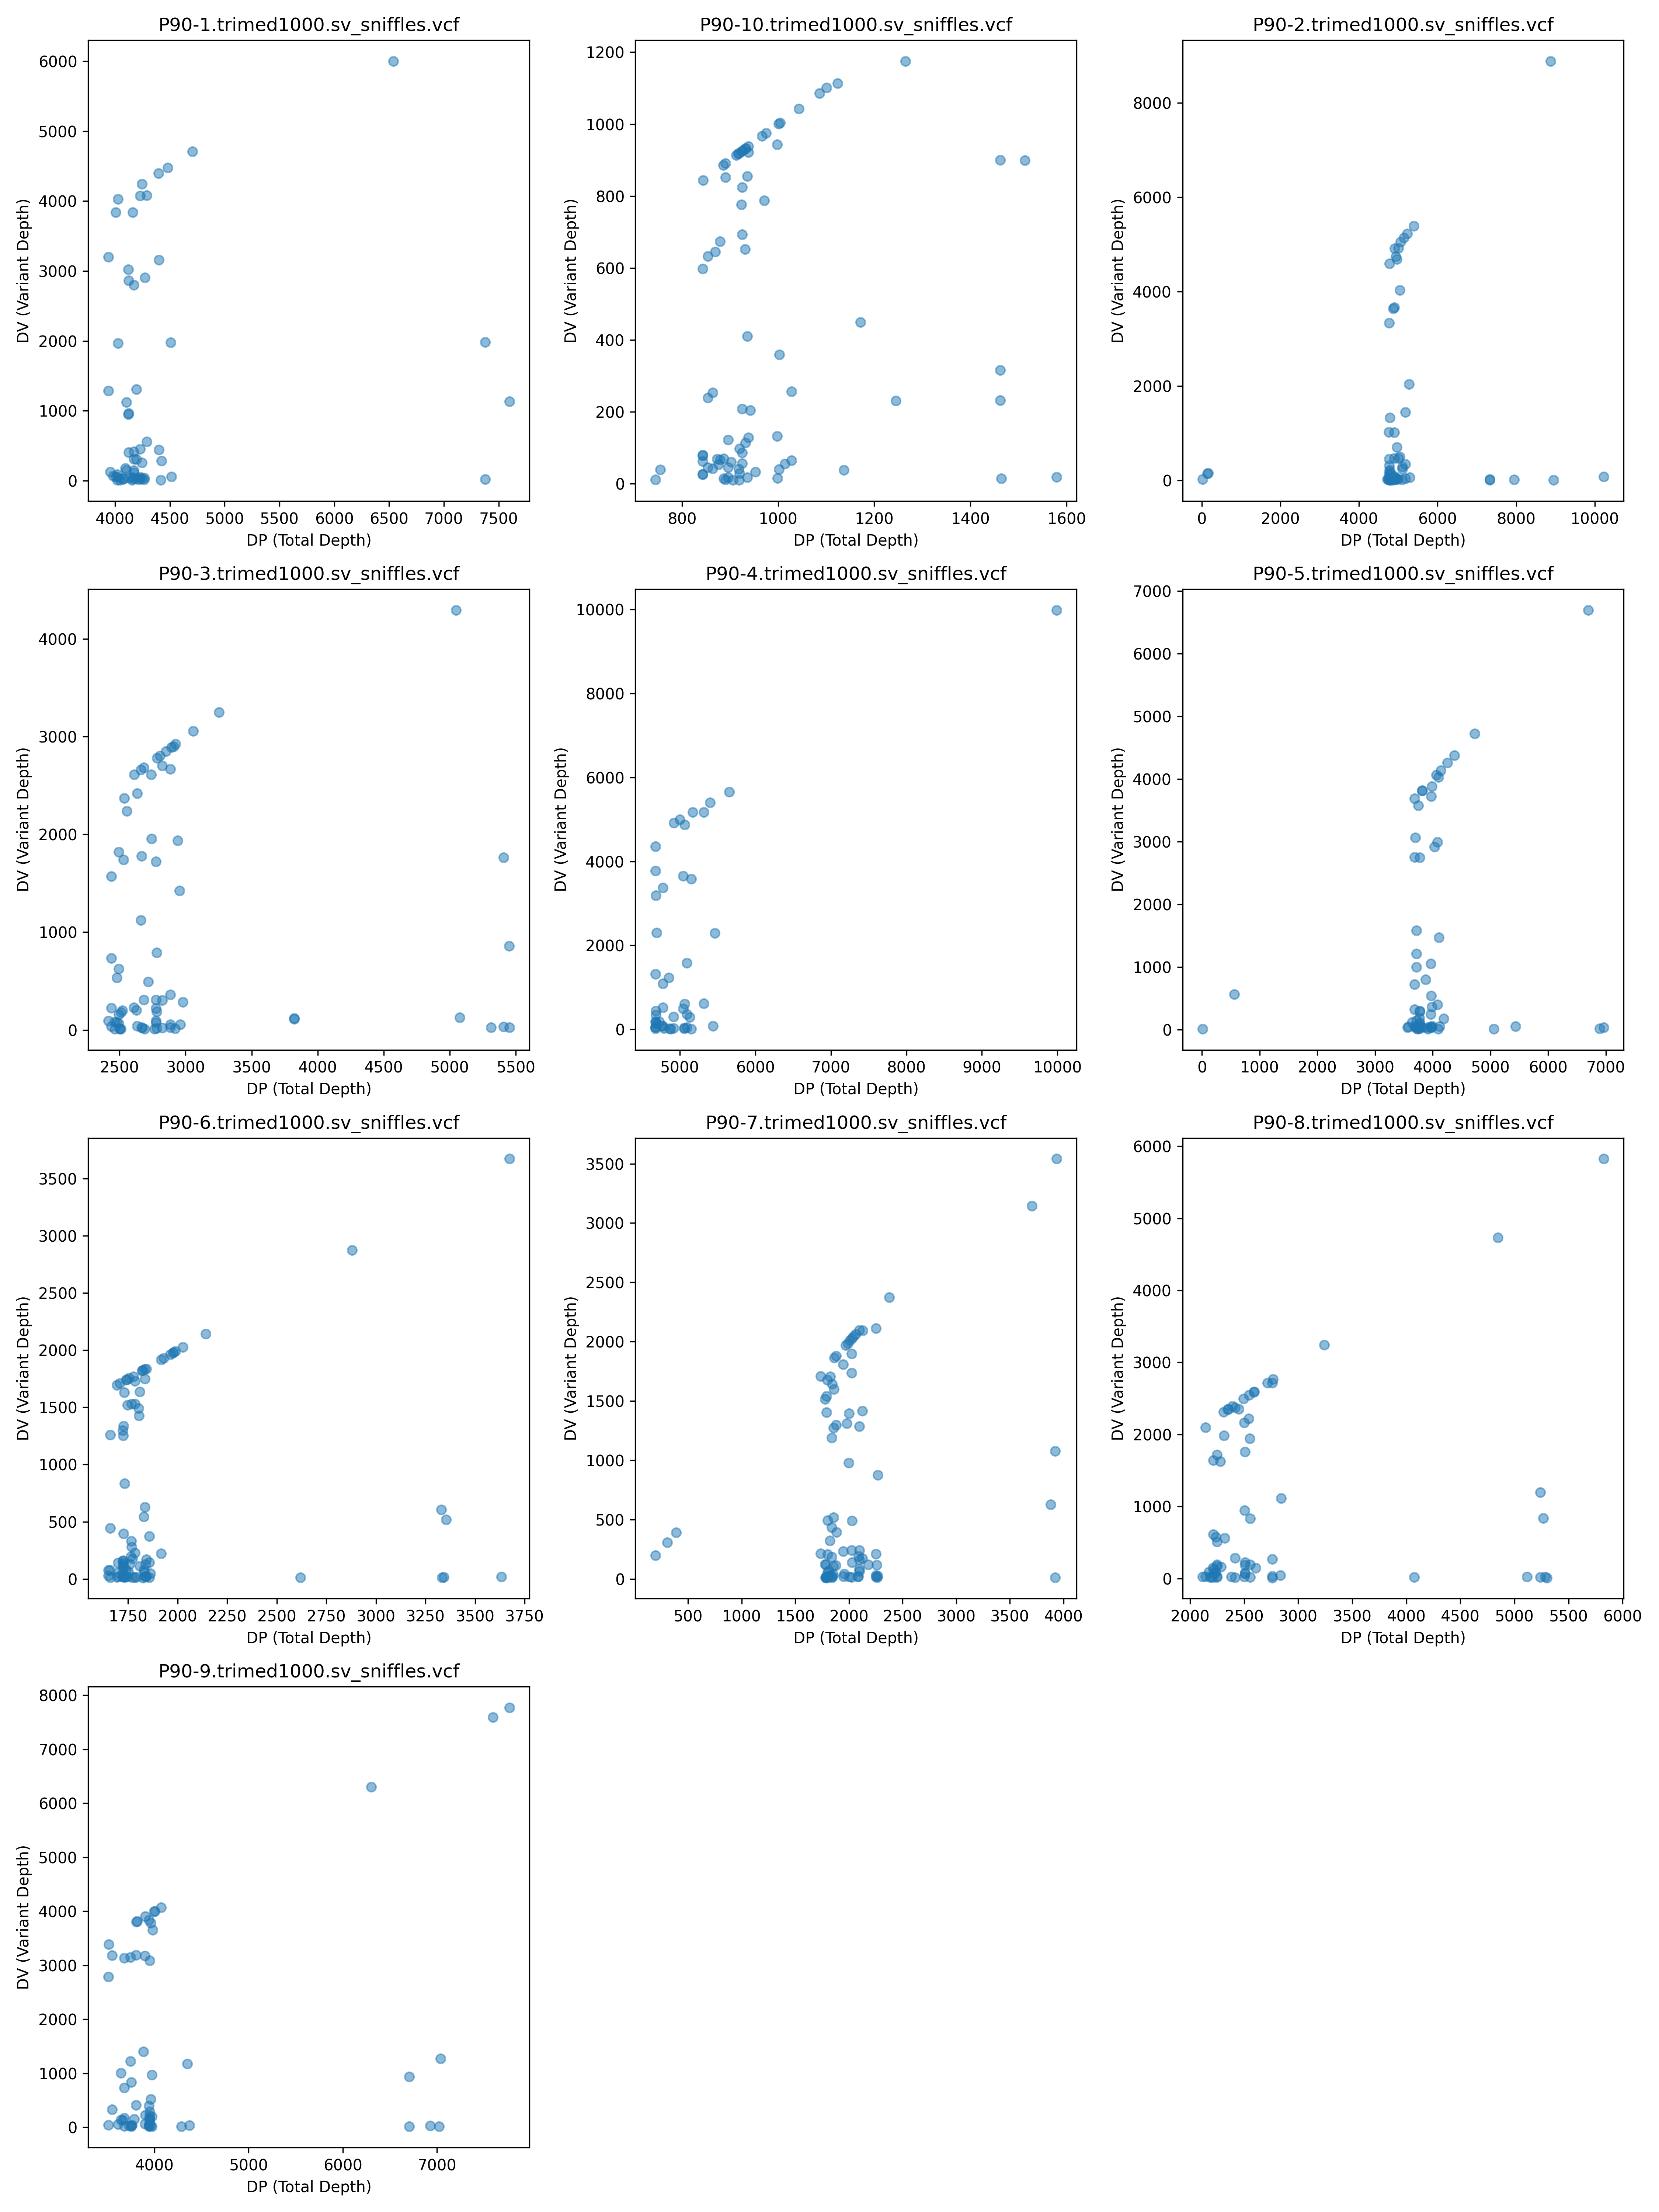 P90-1.trimed1000.sv_sniffles.vcf
6000
5000
4000
3000
2000
1000
0
DV (Variant Depth)
4000 4500 5000 5500 6000 6500 7000 7500
DP (Total Depth)
P90-10.trimed1000.sv_sniffles.vcf
1200
1000
800
600
400
200
0
DV (Variant Depth)
800 1000 1200 1400 1600
DP (Total Depth)
P90-2.trimed1000.sv_sniffles.vcf
8000
6000
4000
2000
0
DV (Variant Depth)
0 2000 4000 6000 8000 10000
DP (Total Depth)
P90-3.trimed1000.sv_sniffles.vcf
4000
3000
2000
1000
0
DV (Variant Depth)
2500 3000 3500 4000 4500 5000 5500
DP (Total Depth)
P90-4.trimed1000.sv_sniffles.vcf
10000
8000
6000
4000
2000
0
DV (Variant Depth)
5000 6000 7000 8000 9000 10000
DP (Total Depth)
P90-5.trimed1000.sv_sniffles.vcf
7000
6000
5000
4000
3000
2000
1000
0
DV (Variant Depth)
0 1000 2000 3000 4000 5000 6000 7000
DP (Total Depth)
P90-6.trimed1000.sv_sniffles.vcf
3500
3000
2500
2000
1500
1000
500
0
DV (Variant Depth)
1750 2000 2250 2500 2750 3000 3250 3500 3750
DP (Total Depth)
P90-7.trimed1000.sv_sniffles.vcf
3500
3000
2500
2000
1500
1000
500
0
DV (Variant Depth)
500 1000 1500 2000 2500 3000 3500 4000
DP (Total Depth)
P90-8.trimed1000.sv_sniffles.vcf
6000
5000
4000
3000
2000
1000
0
DV (Variant Depth)
2000 2500 3000 3500 4000 4500 5000 5500 6000
DP (Total Depth)
P90-9.trimed1000.sv_sniffles.vcf
8000
7000
6000
5000
4000
3000
2000
1000
0
DV (Variant Depth)
4000 5000 6000 7000
DP (Total Depth)